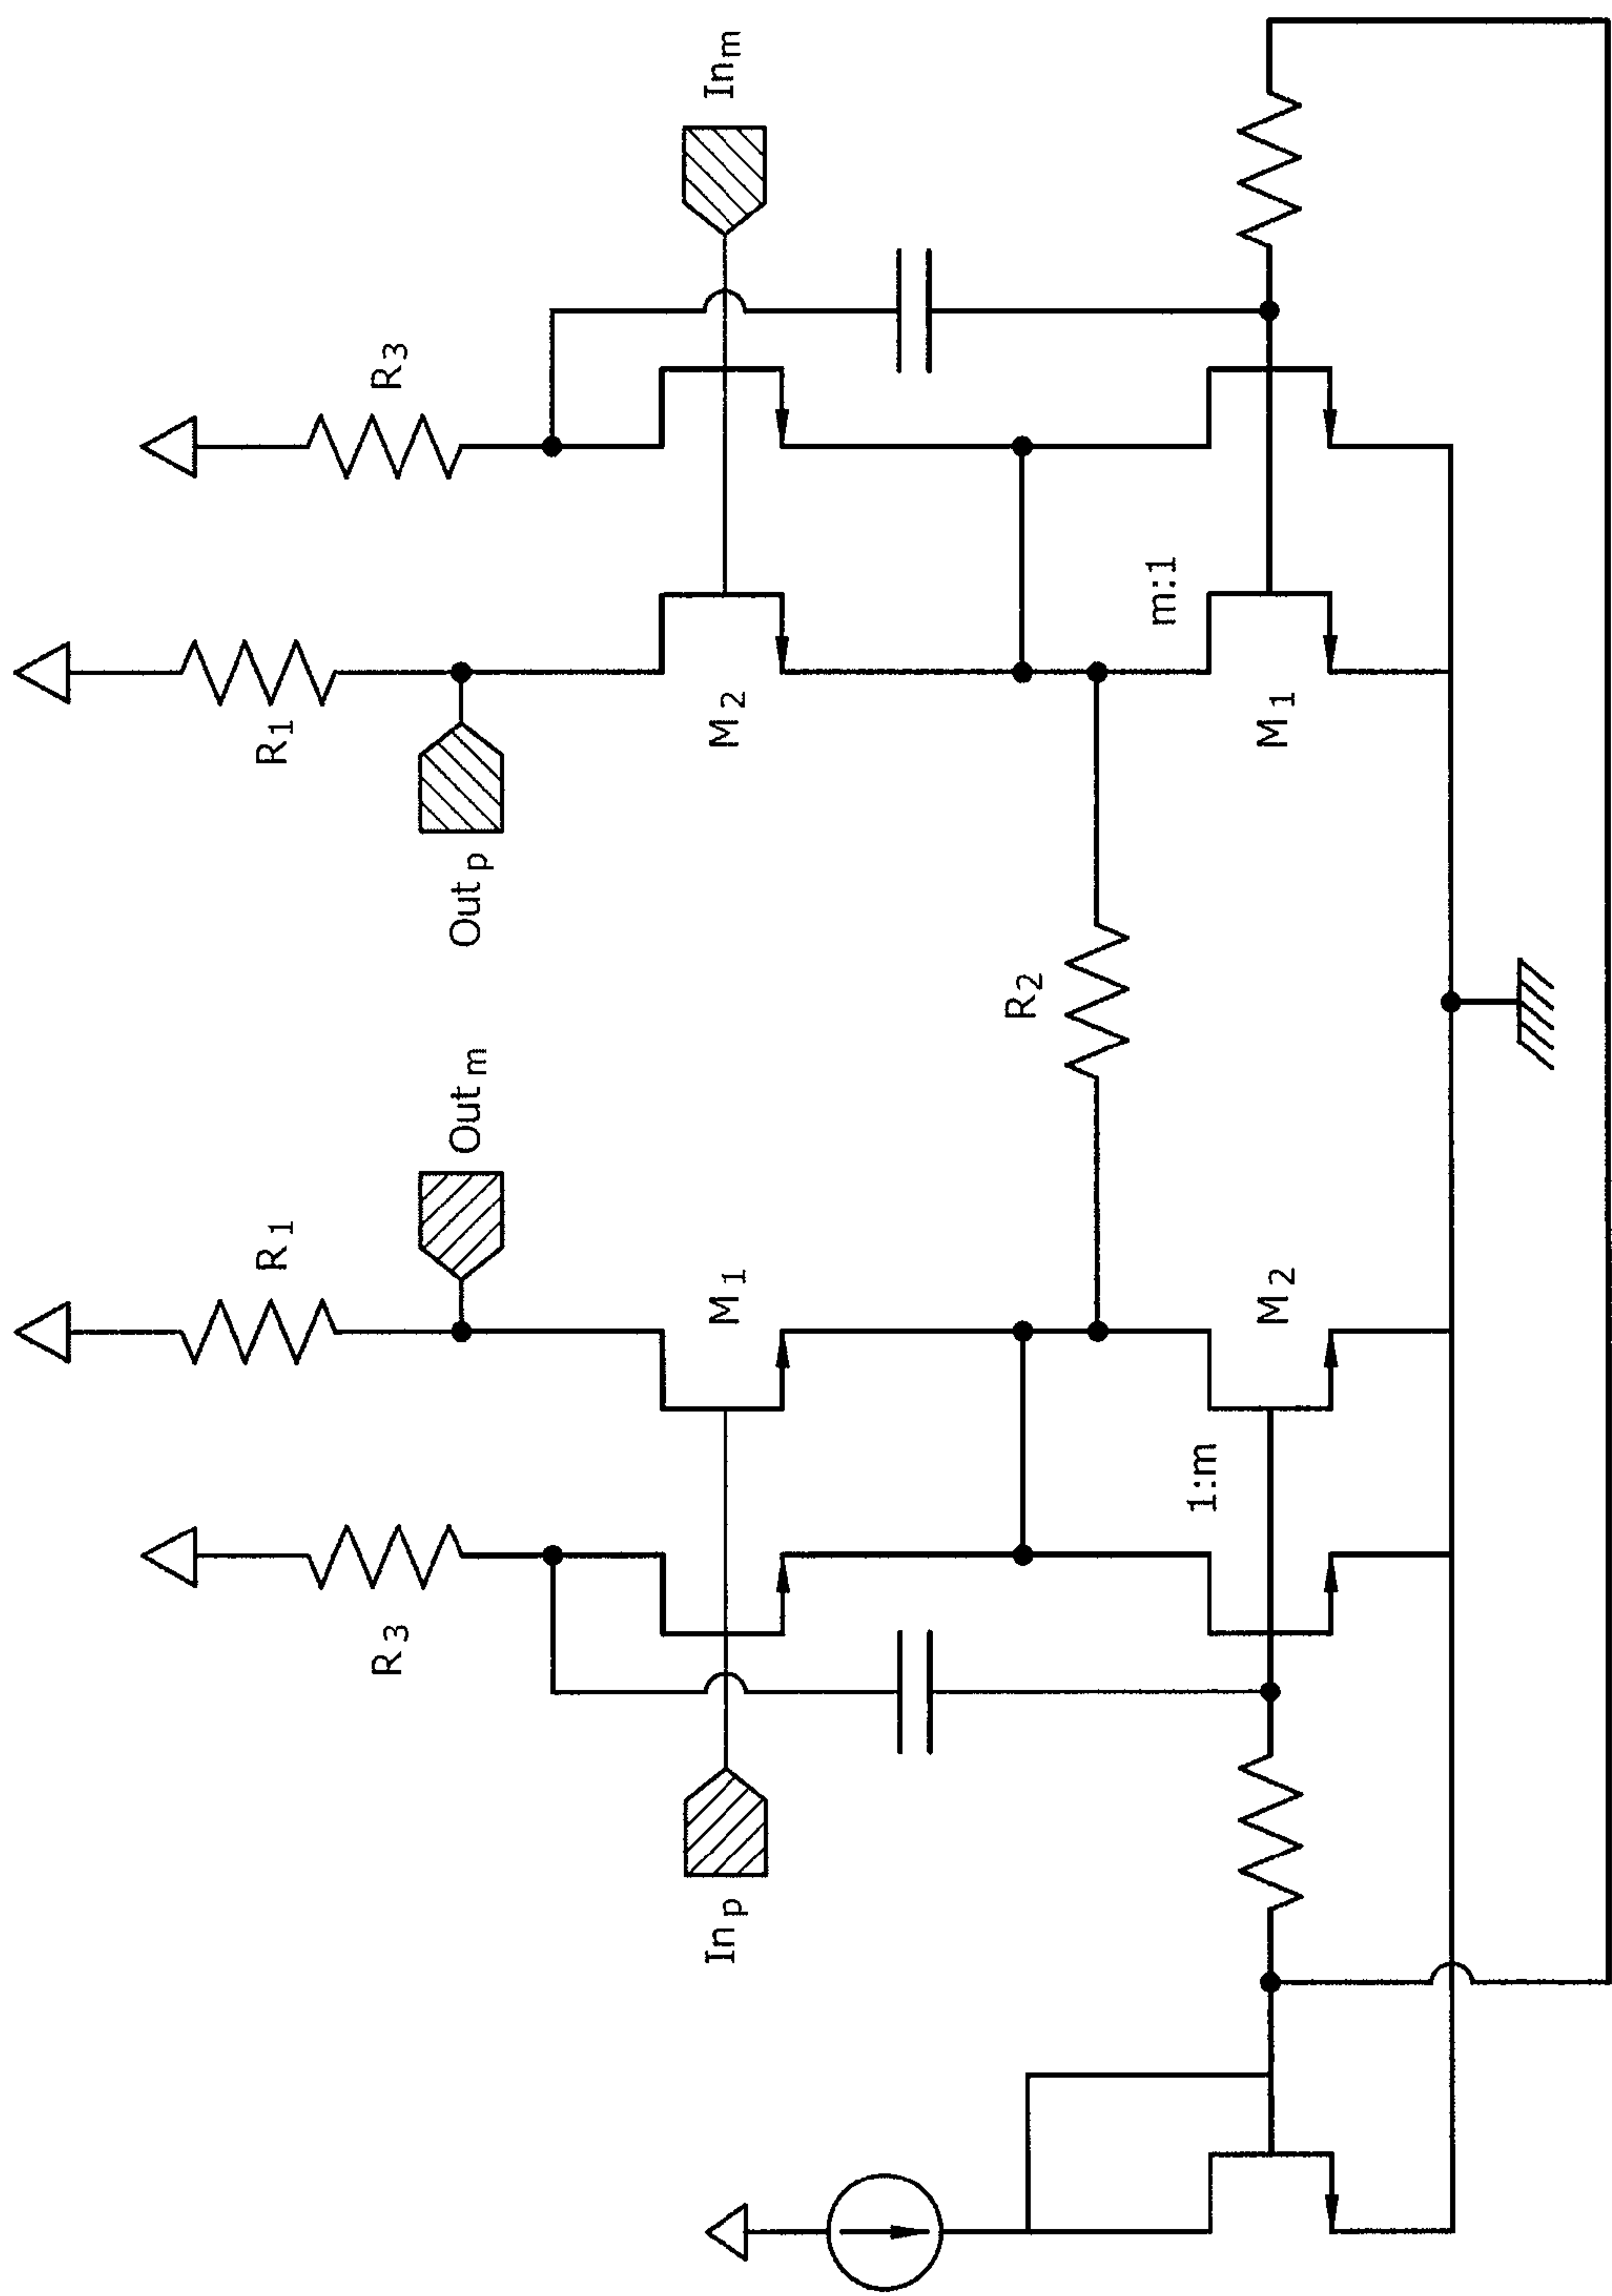 In_m
R_3
R_1
M_2
m:1
M_1
Out_p
R_2
Out_m
R_1
M_1
M_2
1:m
R_3
In_p